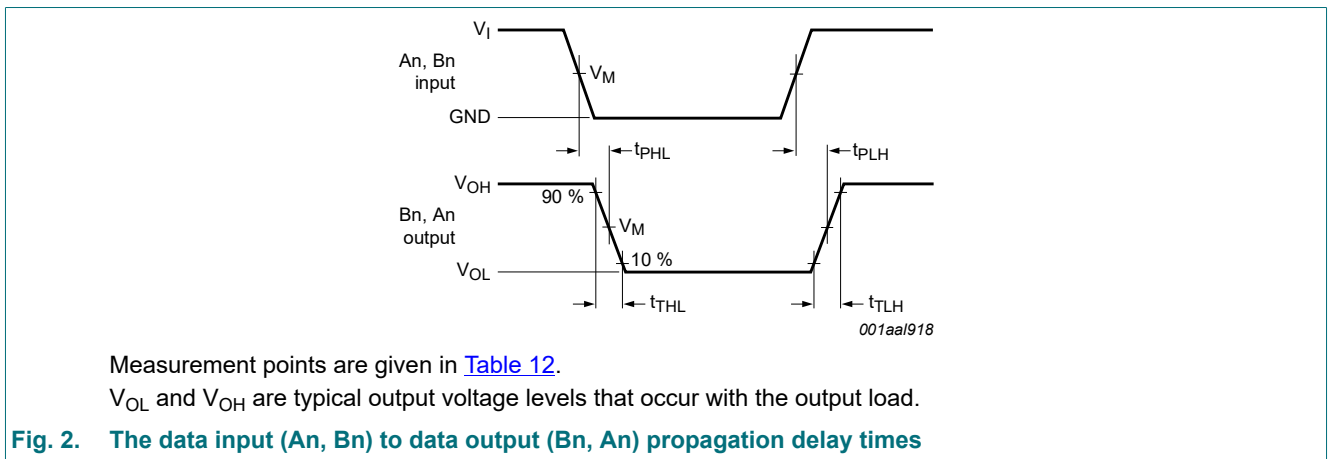 VI
An, Bn
input
VM
GND
tPHL
tPLH
VOH
90 %
Bn, An
output
VM
10 %
VOL
tTHL
tTLH
001aal918
Measurement points are given in Table 12.
VOL and VOH are typical output voltage levels that occur with the output load.
Fig. 2. The data input (An, Bn) to data output (Bn, An) propagation delay times